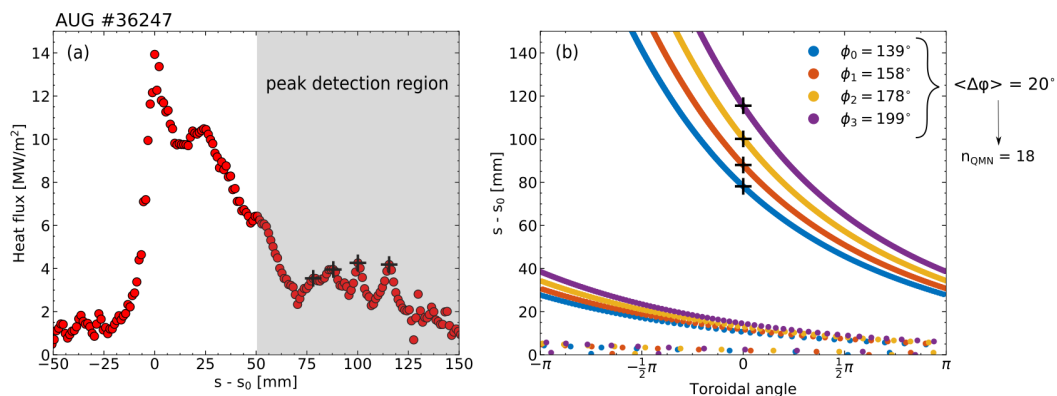 AUG #36247
(a)
peak detection region
Heat flux [MW/m²]
14
12
10
8
6
4
2
0
−50 −25 0 25 50 75 100 125 150
s - s₀ [mm]
(b)
ϕ₀ = 139°
ϕ₁ = 158°
ϕ₂ = 178°
ϕ₃ = 199°
<Δφ> = 20°
n_QMN = 18
s - s₀ [mm]
140
120
100
80
60
40
20
0
−π −½π 0 ½π π
Toroidal angle